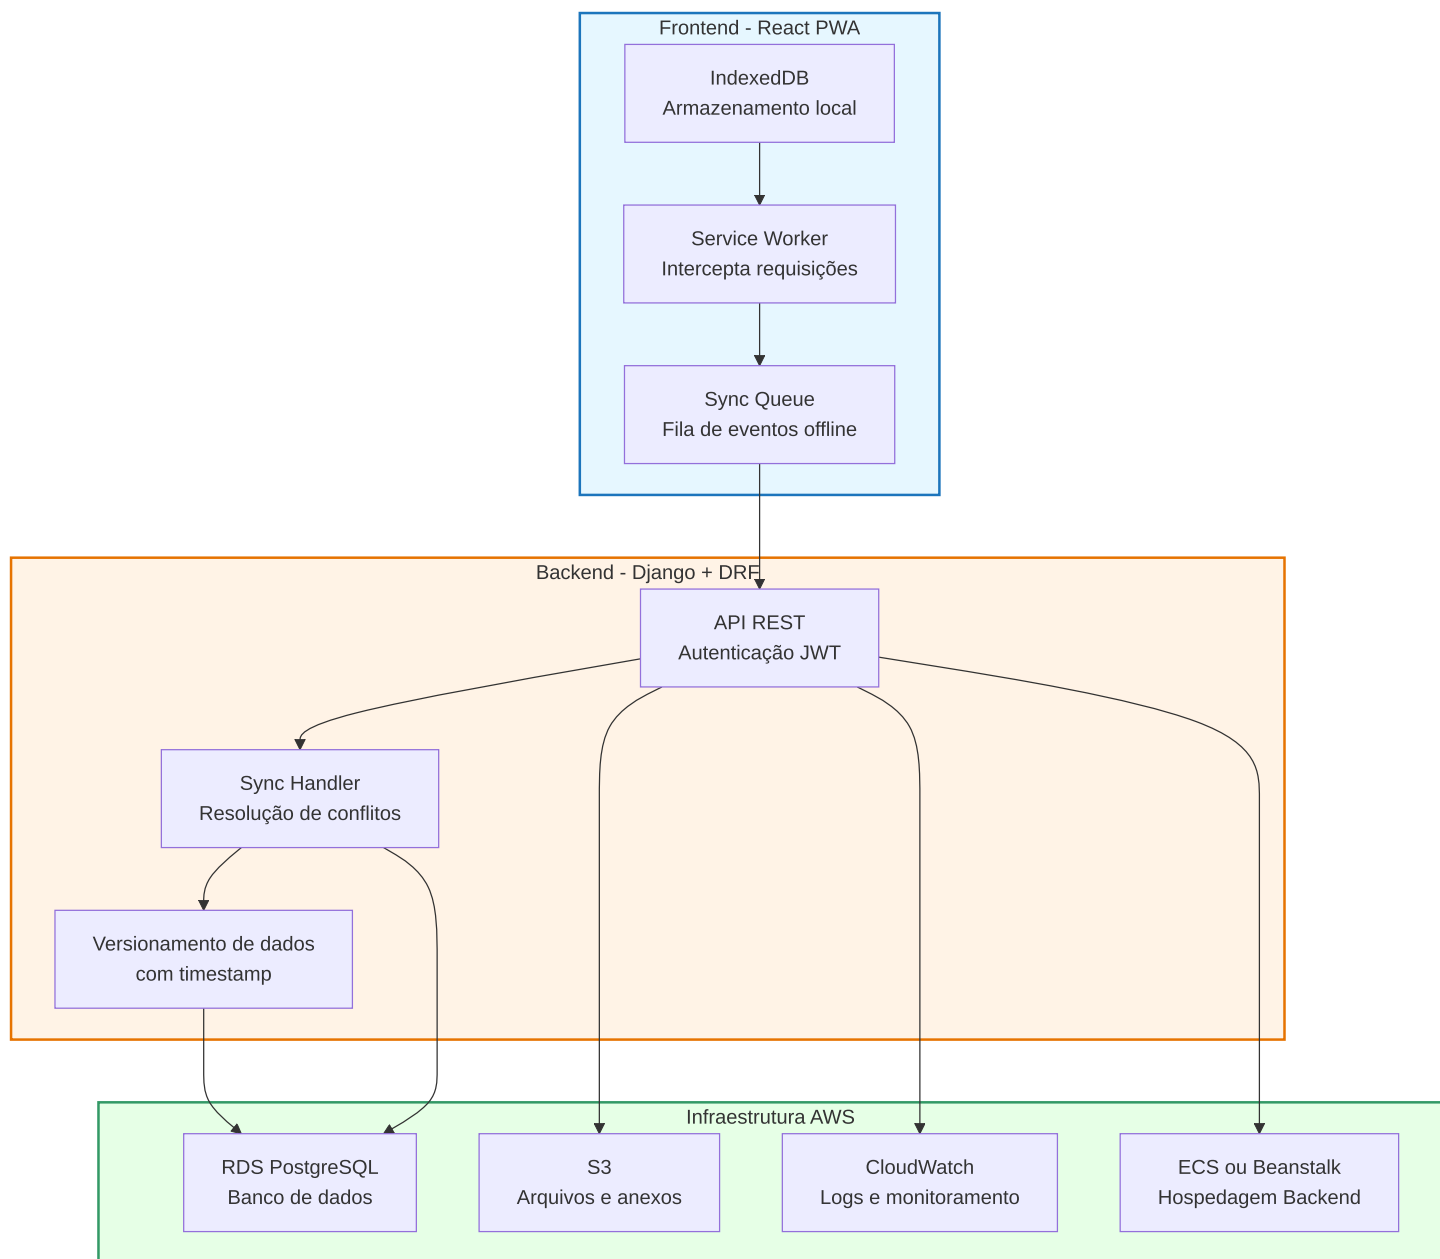 Frontend - React PWA
IndexedDB
Armazenamento local
Service Worker
Intercepta requisições
Sync Queue
Fila de eventos offline
Backend - Django + DRF
API REST
Autenticação JWT
Sync Handler
Resolução de conflitos
Versionamento de dados
com timestamp
Infraestrutura AWS
RDS PostgreSQL
Banco de dados
S3
Arquivos e anexos
CloudWatch
Logs e monitoramento
ECS ou Beanstalk
Hospedagem Backend